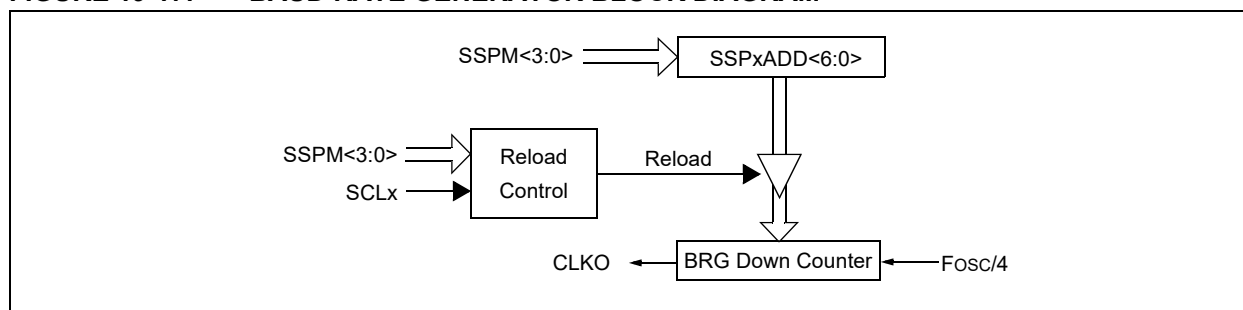 SSPM<3:0>
SSPxADD<6:0>
SSPM<3:0>
SCLx
Reload
Control
Reload
CLKO
BRG Down Counter
FOSC/4